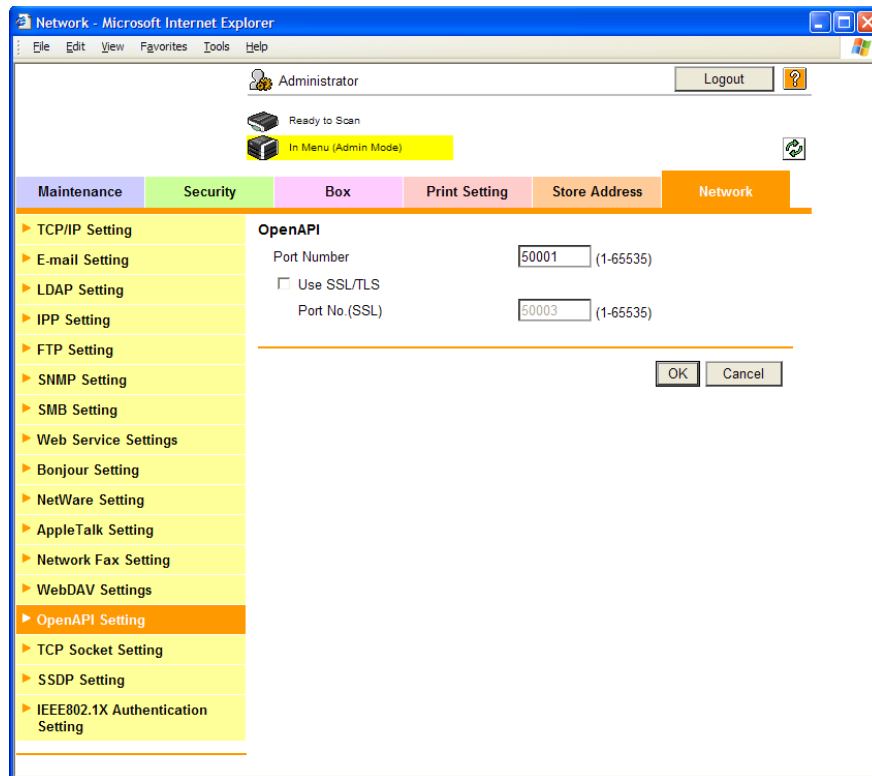 Network - Microsoft Internet Explorer
File Edit View Favorites Tools Help
Administrator
Logout
?
Ready to Scan
In Menu (Admin Mode)
Maintenance
Security
Box
Print Setting
Store Address
Network
TCP/IP Setting
E-mail Setting
LDAP Setting
IPP Setting
FTP Setting
SNMP Setting
SMB Setting
Web Service Settings
Bonjour Setting
NetWare Setting
AppleTalk Setting
Network Fax Setting
WebDAV Settings
OpenAPI Setting
TCP Socket Setting
SSDP Setting
IEEE802.1X Authentication
Setting
OpenAPI
Port Number 50001 (1-65535)
Use SSL/TLS
Port No.(SSL) 50003 (1-65535)
OK Cancel